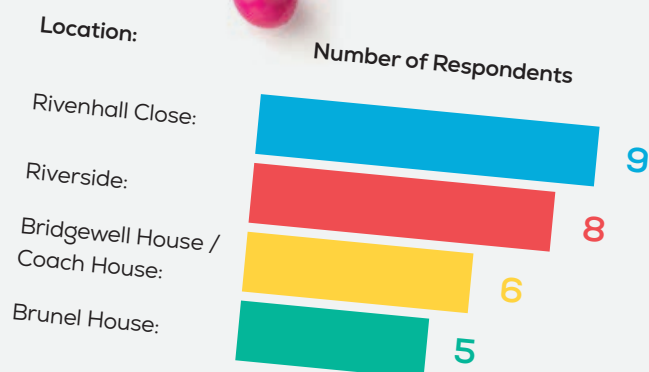 Location:
Number of Respondents
Rivenhall Close:
9
Riverside:
8
Bridgewell House /
Coach House:
6
Brunel House:
5